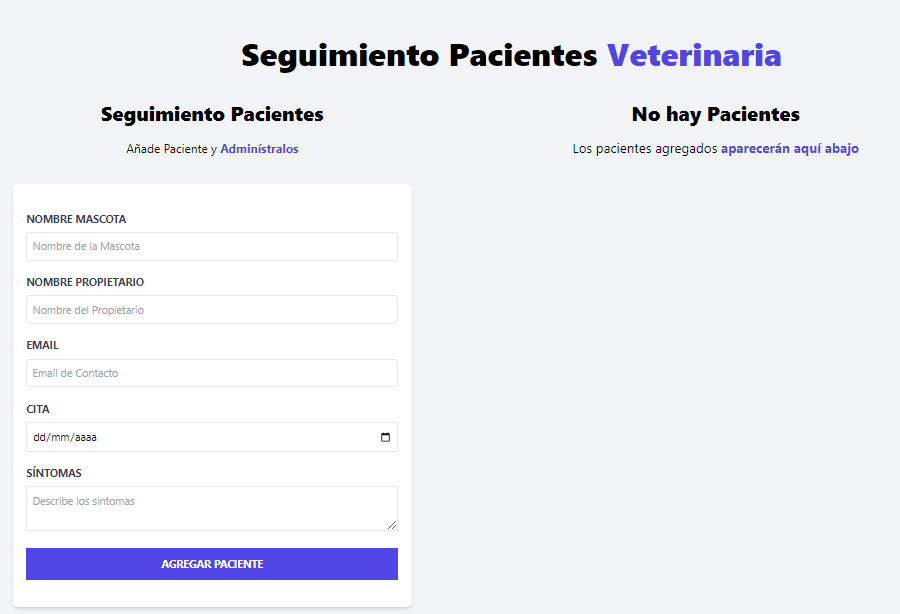 Seguimiento Pacientes Veterinaria
Seguimiento Pacientes
Añade Paciente y Adminístralos
NOMBRE MASCOTA
Nombre de la Mascota
NOMBRE PROPIETARIO
Nombre del Propietario
EMAIL
Email de Contacto
CITA
dd/mm/aaaa
SÍNTOMAS
Describe los sintomas
AGREGAR PACIENTE
No hay Pacientes
Los pacientes agregados aparecerán aquí abajo